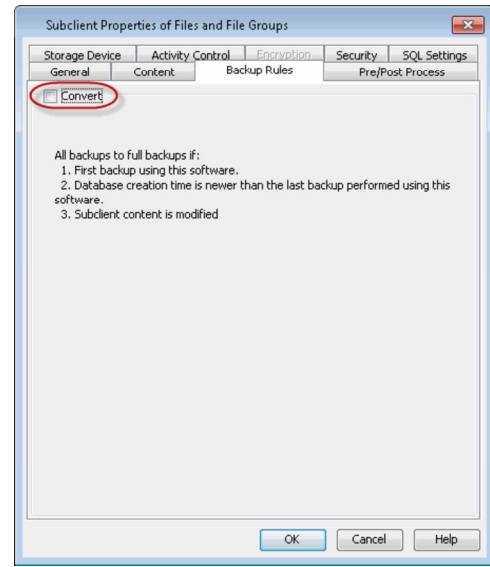 Subclient Properties of Files and File Groups
Storage Device Activity Control Encryption Security SQL Settings
General Content Backup Rules Pre/Post Process
Convert
All backups to full backups if:
1. First backup using this software.
2. Database creation time is newer than the last backup performed using this
software.
3. Subclient content is modified
OK Cancel Help